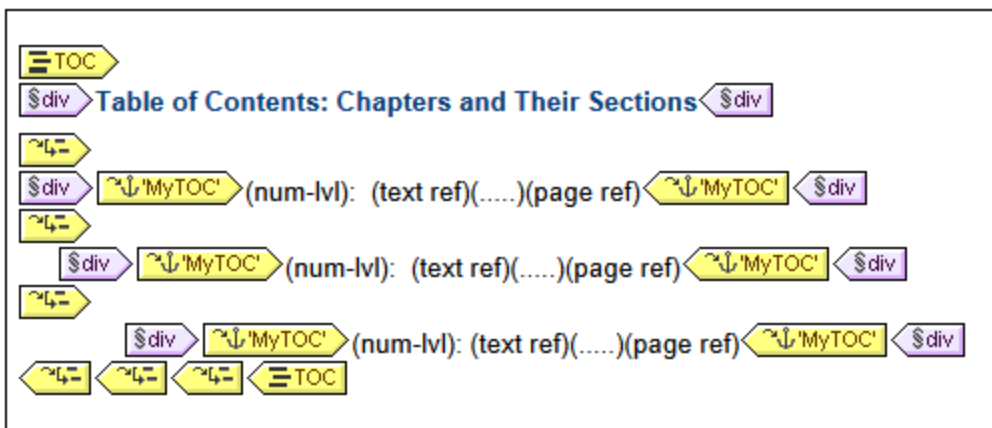 TOC
§div Table of Contents: Chapters and Their Sections §div
§div 'MyTOC' (num-lvl): (text ref)(.....)(page ref) 'MyTOC' §div
§div 'MyTOC' (num-lvl): (text ref)(.....)(page ref) 'MyTOC' §div
§div 'MyTOC' (num-lvl): (text ref)(.....)(page ref) 'MyTOC' §div
TOC